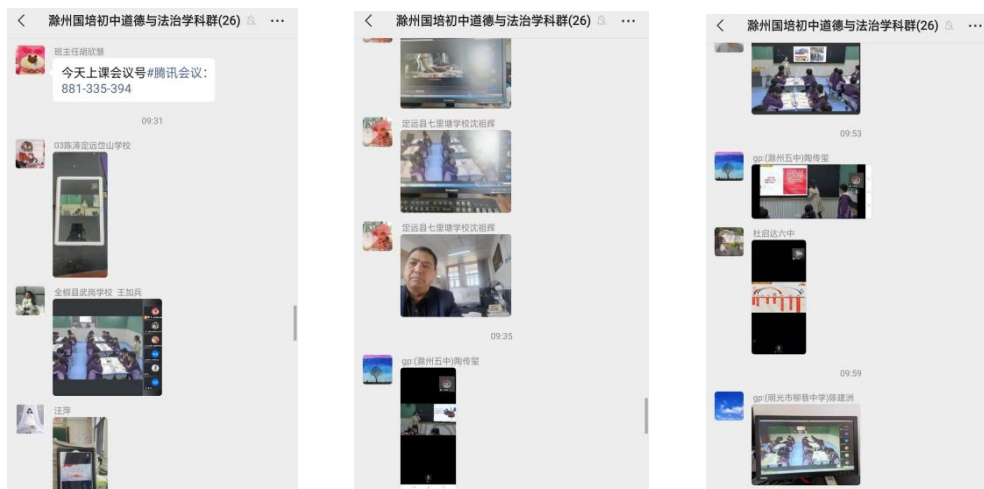 滁州国培初中道德与法治学科群(26)
班主任胡欣慧
今天上课会议号#腾讯会议:
881-335-394
09:31
03陈涛定远岱山学校
全椒县武岗学校 王加兵
汪萍
滁州国培初中道德与法治学科群(26)
定远县七里塘学校沈祖辉
定远县七里塘学校沈祖辉
09:35
gp:(滁州五中)陶传玺
滁州国培初中道德与法治学科群(26)
09:53
gp:(滁州五中)陶传玺
杜启达六中
09:59
gp:(明光市柳巷中学)陈建洲